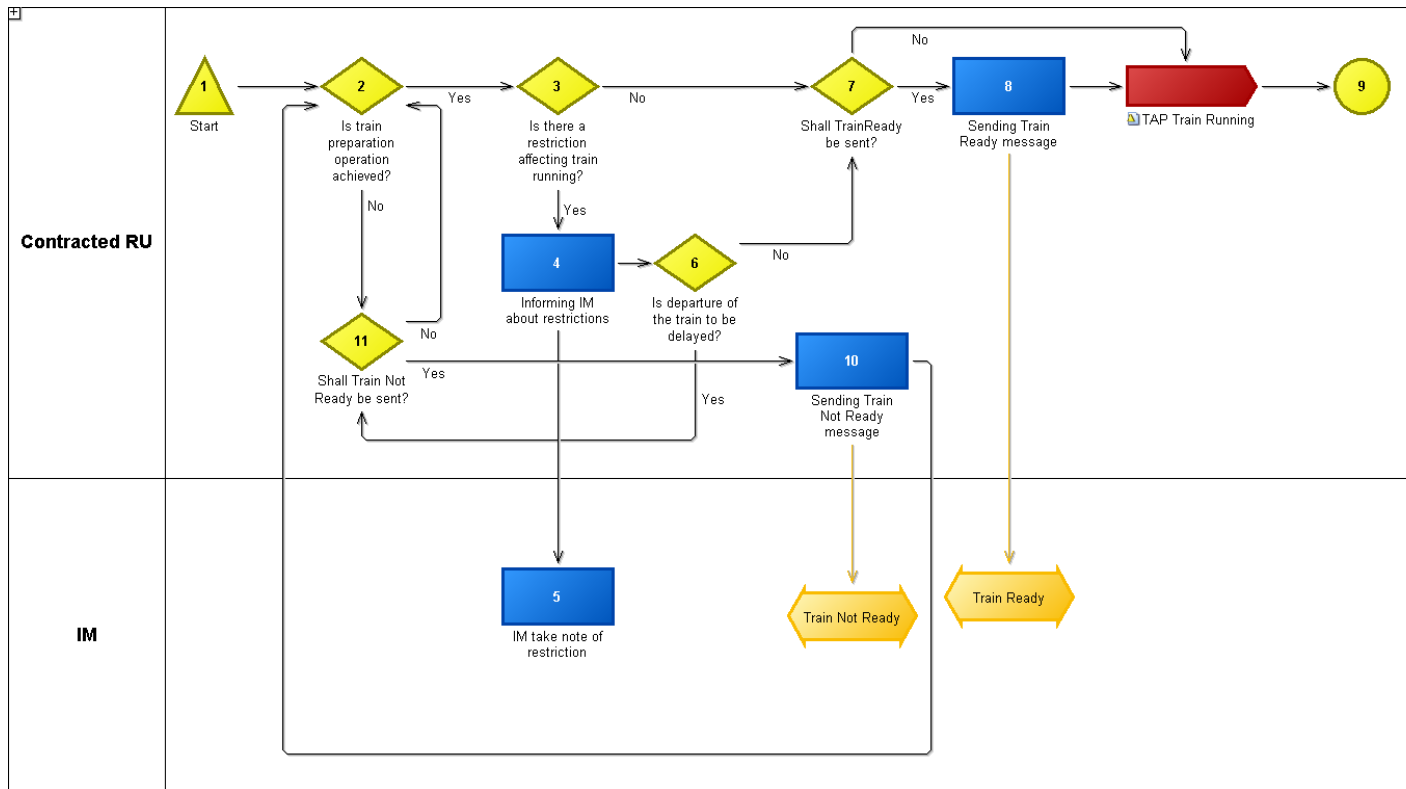 1
2
3
7
8
9
Yes
No
Yes
No
Start
Is train
preparation
operation
achieved?
Is there a
restriction
affecting train
running?
Shall TrainReady
be sent?
Sending Train
Ready message
TAP Train Running
No
Yes
Contracted RU
4
6
No
Informing IM
about restrictions
Is departure of
the train to be
delayed?
11
No
Yes
10
Shall Train Not
Ready be sent?
Yes
Sending Train
Not Ready
message
5
Train Not Ready
Train Ready
IM
IM take note of
restriction